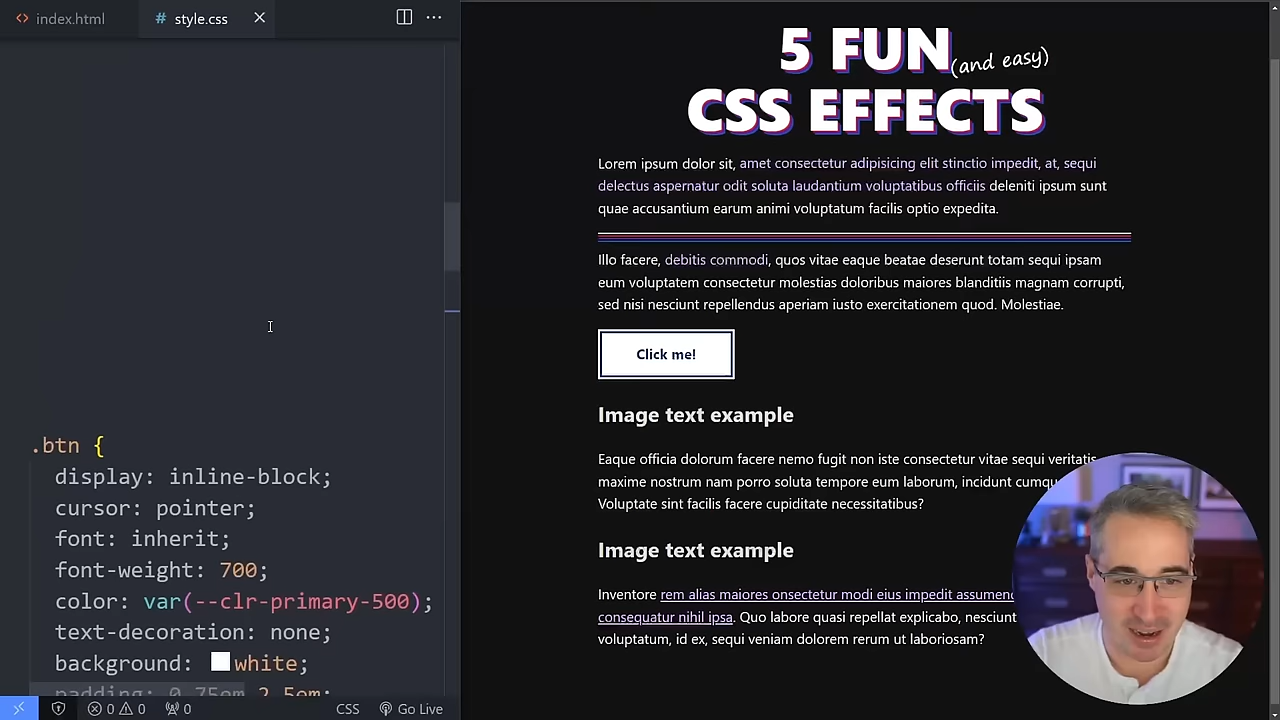 index.html
style.css
.btn {
display: inline-block;
cursor: pointer;
font: inherit;
font-weight: 700;
color: var(--clr-primary-500);
text-decoration: none;
background: white;
padding: 0.75em 2.5em;
0 0
0
CSS
Go Live
5 FUN (and easy)
CSS EFFECTS
Lorem ipsum dolor sit, amet consectetur adipisicing elit stinctio impedit, at, sequi
delectus aspernatur odit soluta laudantium voluptatibus officiis deleniti ipsum sunt
quae accusantium earum animi voluptatum facilis optio expedita.
Illo facere, debitis commodi, quos vitae eaque beatae deserunt totam sequi ipsam
eum voluptatem consectetur molestias doloribus maiores blanditiis magnam corrupti,
sed nisi nesciunt repellendus aperiam iusto exercitationem quod. Molestiae.
Click me!
Image text example
Eaque officia dolorum facere nemo fugit non iste consectetur vitae sequi veritatis
maxime nostrum nam porro soluta tempore eum laborum, incidunt
Voluptate sint facilis facere cupiditate necessitatibus?
Image text example
Inventore rem alias maiores onsectetur modi eius impedit
consequatur nihil ipsa. Quo labore quasi repellat explicabo, nesciunt
voluptatum, id ex, sequi veniam dolorem rerum ut laboriosam?